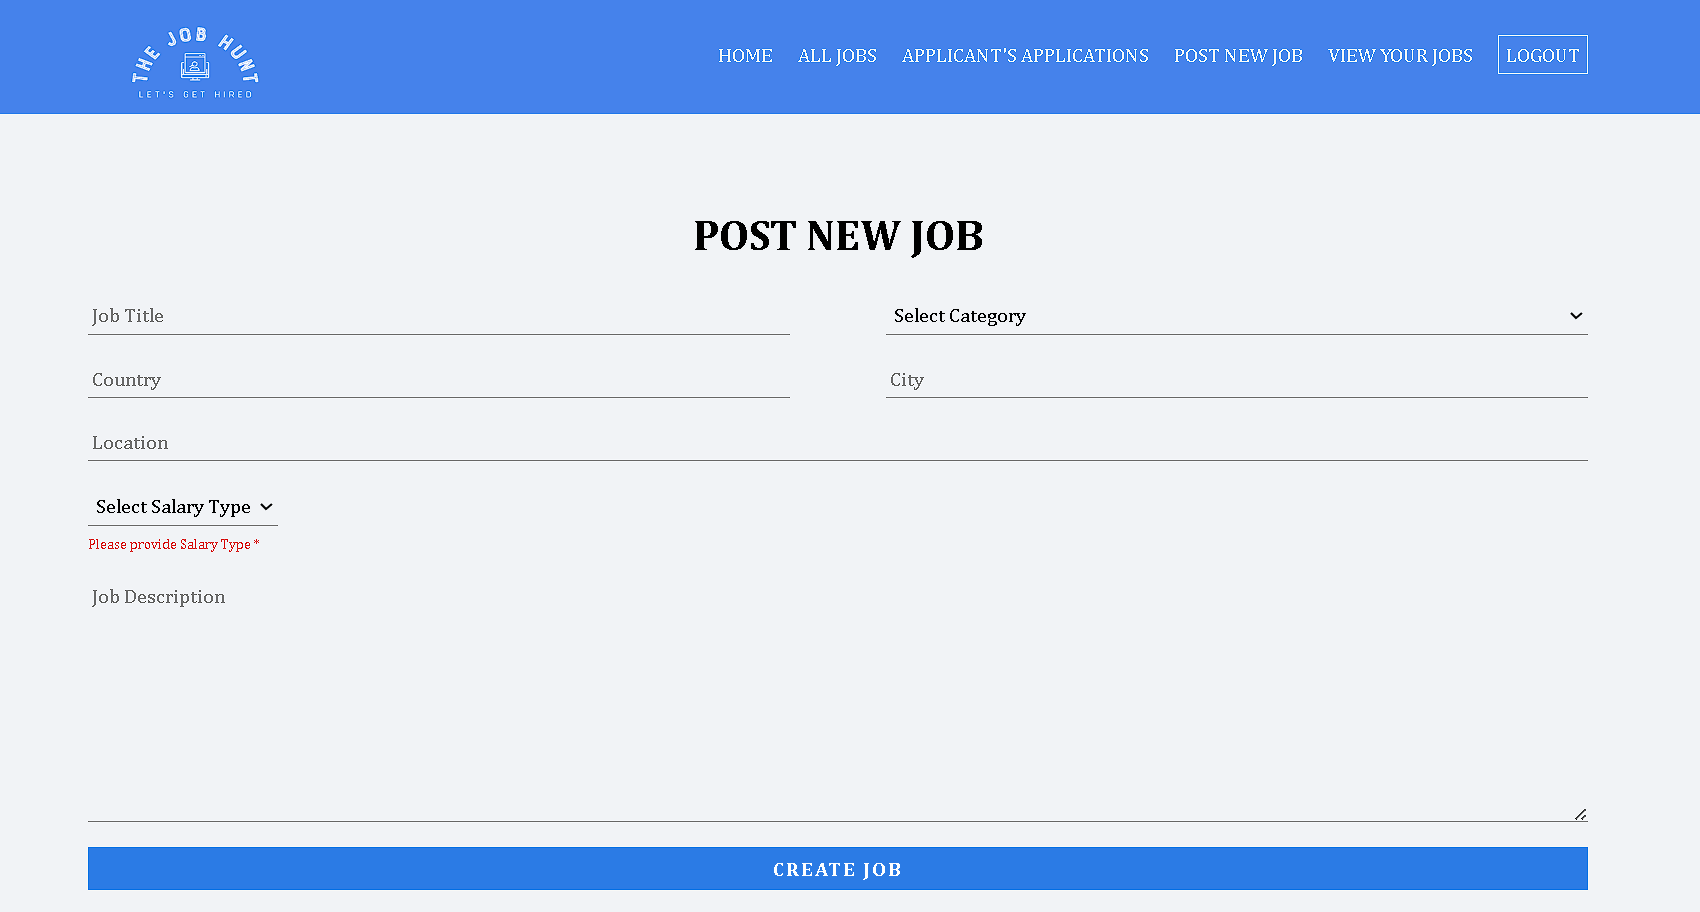 THE JOB HUNT
LET'S GET HIRED
HOME ALL JOBS APPLICANT'S APPLICATIONS POST NEW JOB VIEW YOUR JOBS LOGOUT
POST NEW JOB
Job Title Select Category
Country City
Location
Select Salary Type
Please provide Salary Type *
Job Description
CREATE JOB